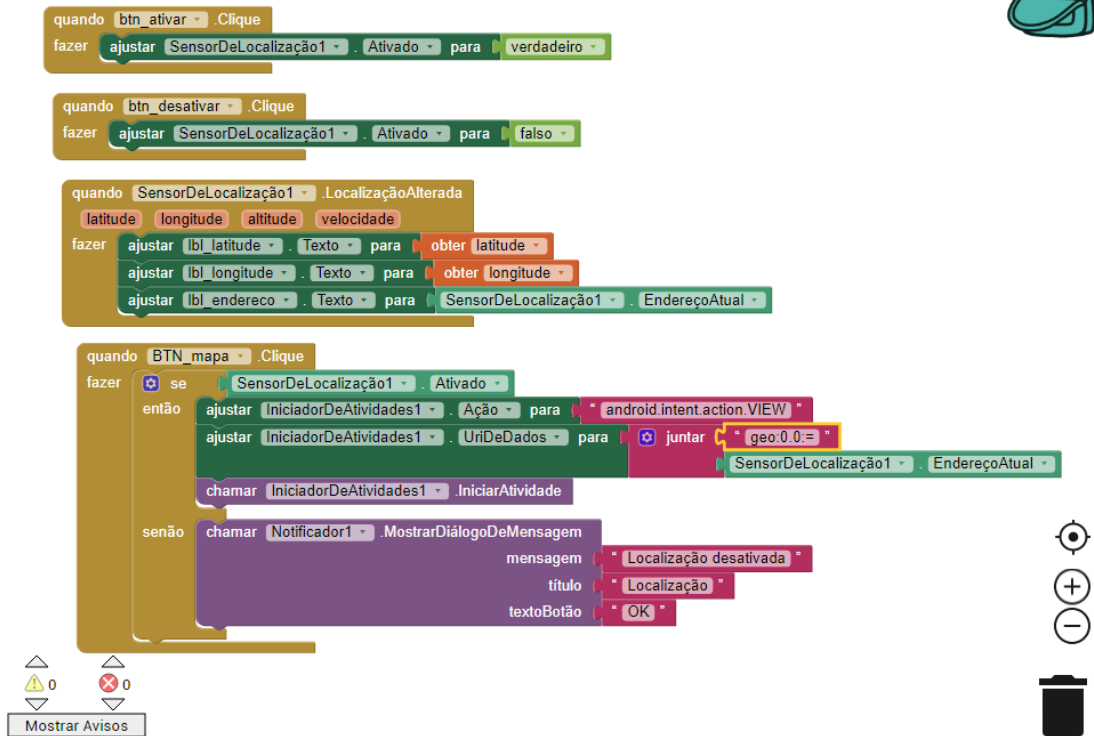 quando btn_ativar .Clique
fazer ajustar SensorDeLocalização1 . Ativado para verdadeiro
quando btn_desativar .Clique
fazer ajustar SensorDeLocalização1 . Ativado para falso
quando SensorDeLocalização1 .LocalizaçãoAlterada
latitude longitude altitude velocidade
fazer ajustar lbl_latitude . Texto para obter latitude
ajustar lbl_longitude . Texto para obter longitude
ajustar lbl_endereco . Texto para SensorDeLocalização1 . EndereçoAtual
quando BTN_mapa .Clique
fazer se SensorDeLocalização1 . Ativado
então ajustar IniciadorDeAtividades1 . Ação para " android.intent.action.VIEW "
ajustar IniciadorDeAtividades1 . UriDeDados para juntar " geo:0.0:= "
SensorDeLocalização1 . EndereçoAtual
chamar IniciadorDeAtividades1 .IniciarAtividade
senão chamar Notificador1 .MostrarDiálogoDeMensagem
mensagem " Localização desativada "
título " Localização "
textoBotão " OK "
0 0
Mostrar Avisos